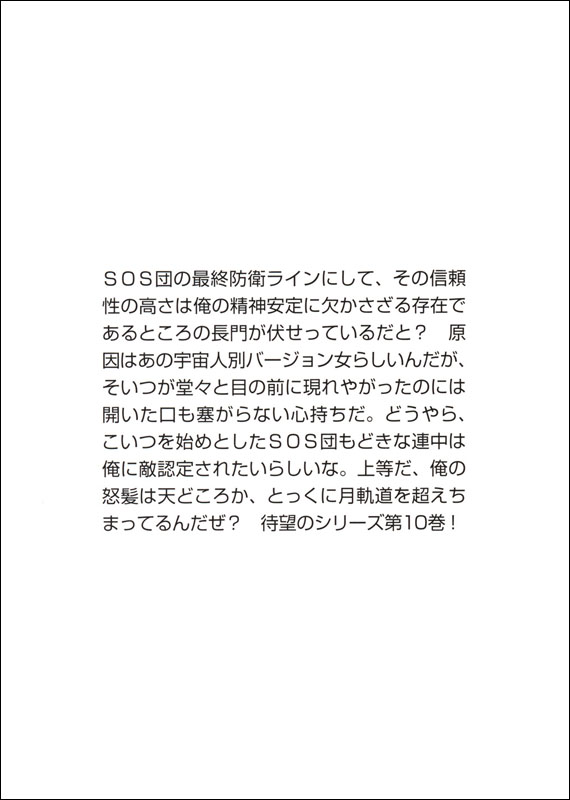 ＳＯＳ団の最終防衛ラインにして、その信頼
性の高さは俺の精神安定に欠かさざる存在で
あるところの長門が伏せっているだと？　原
因はあの宇宙人別バージョン女らしいんだが、
そいつが堂々と目の前に現れやがったのには
開いた口も塞がらない心持ちだ。どうやら、
こいつを始めとしたＳＯＳ団もどきな連中は
俺に敵認定されたいらしいな。上等だ、俺の
怒髪は天どころか、とっくに月軌道を超えち
まってるんだぜ？　待望のシリーズ第10巻！